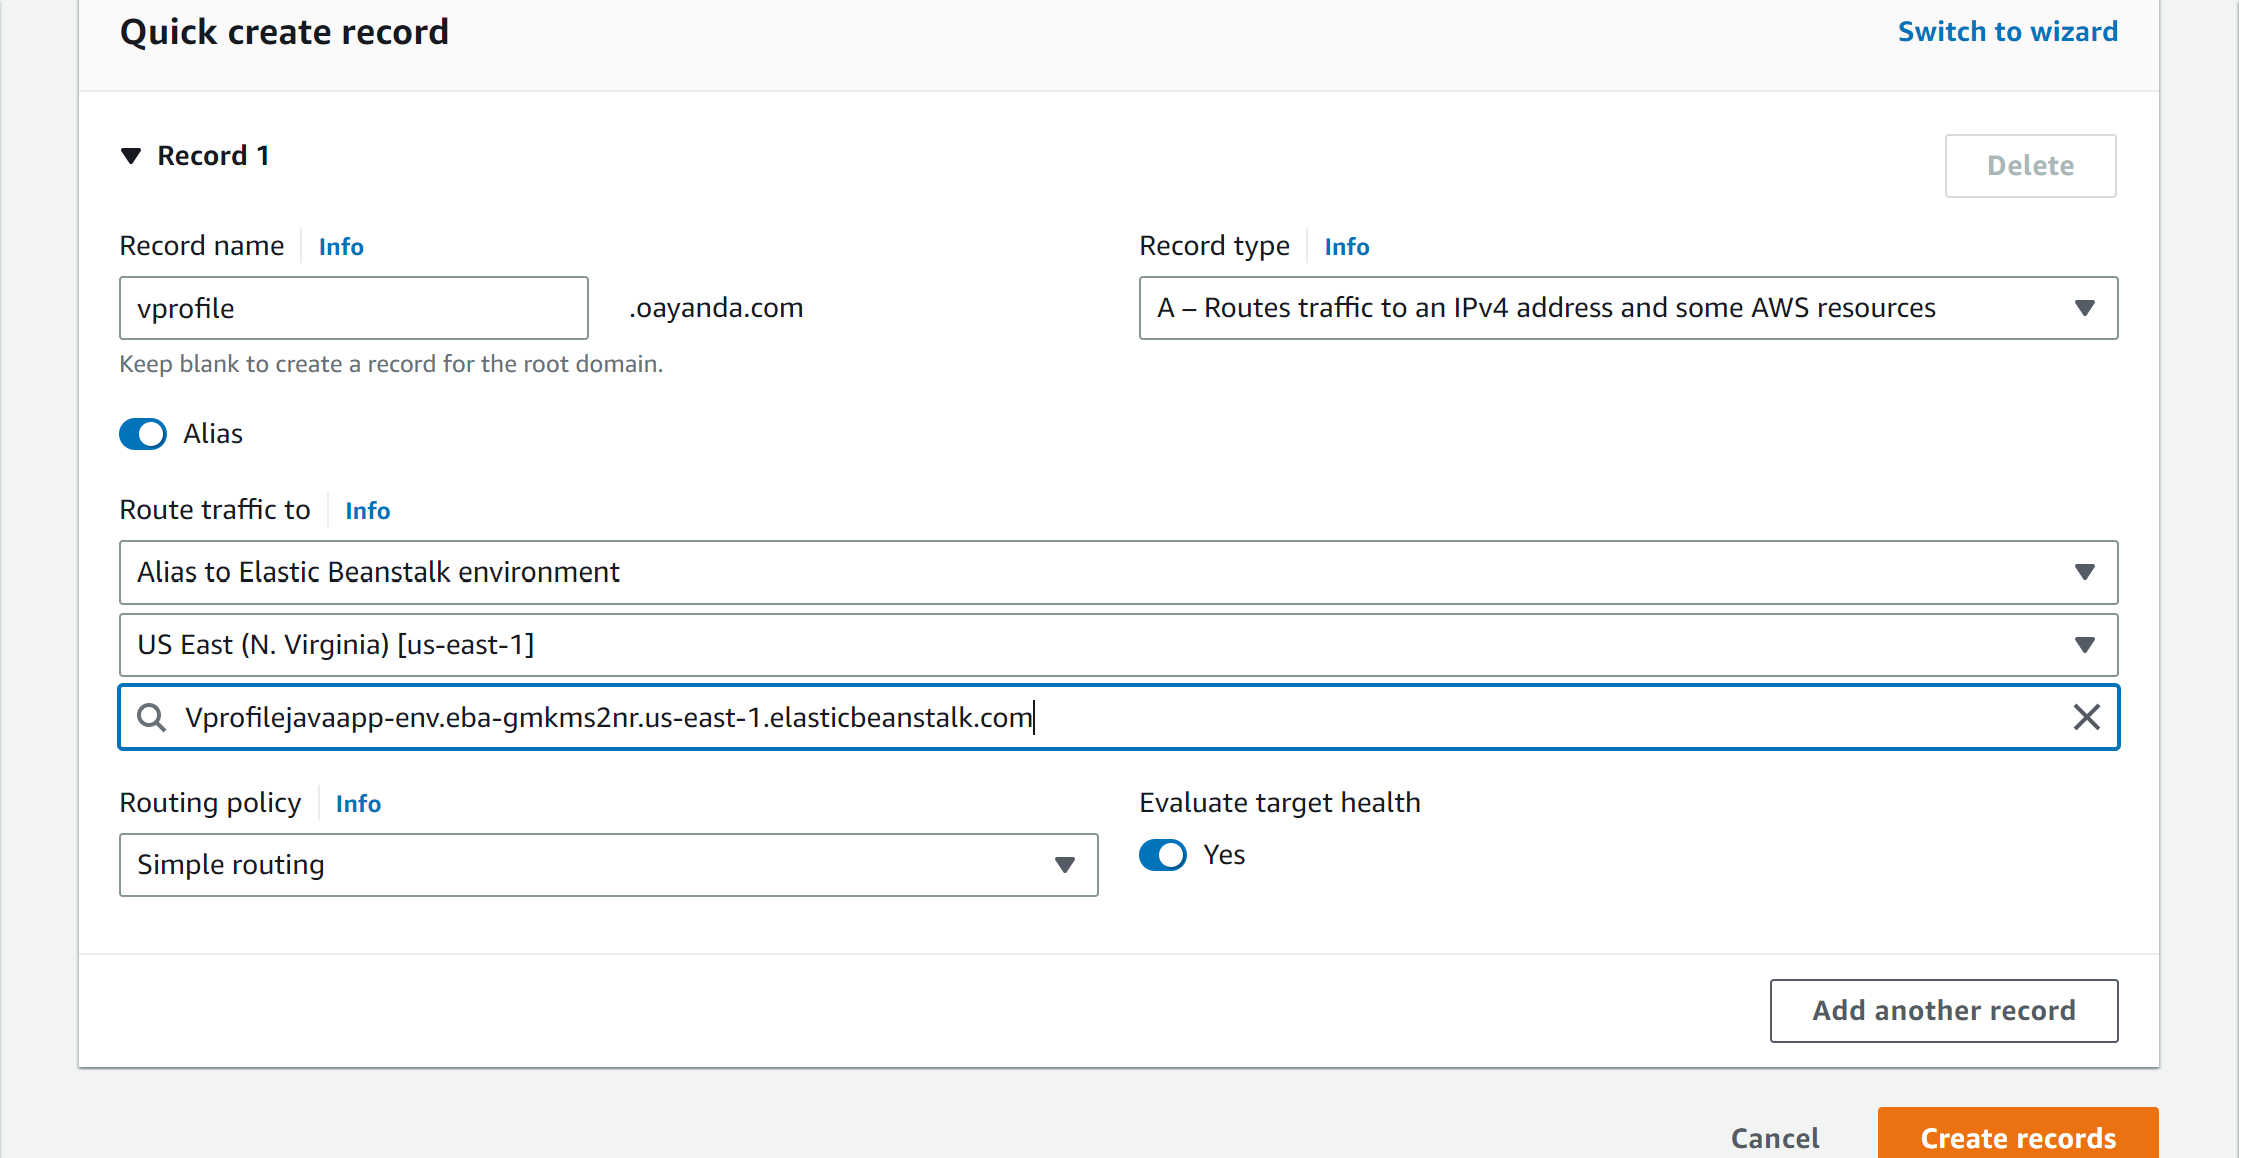 Quick create record
Switch to wizard
Record 1
Delete
Record name Info
Record type Info
vprofile .oayanda.com
A – Routes traffic to an IPv4 address and some AWS resources
Keep blank to create a record for the root domain.
Alias
Route traffic to Info
Alias to Elastic Beanstalk environment
US East (N. Virginia) [us-east-1]
Vprofilejavaapp-env.eba-gmkms2nr.us-east-1.elasticbeanstalk.com
Routing policy Info
Evaluate target health
Simple routing
Yes
Add another record
Cancel
Create records